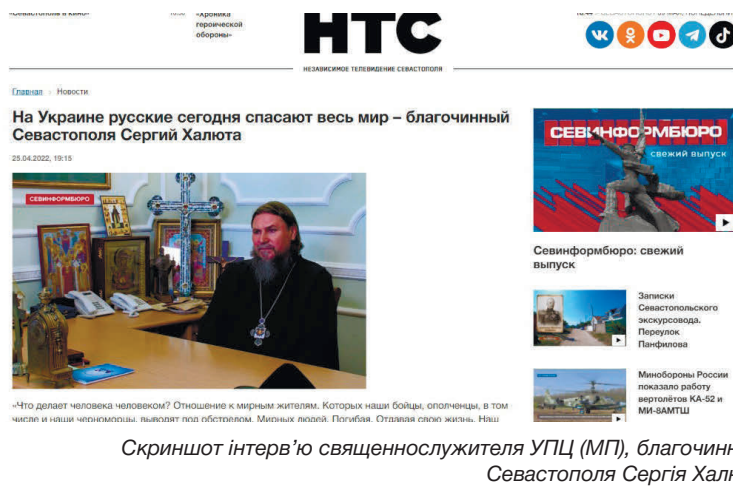 «Хроника
героической
обороны»
НТС
НЕЗАВИСИМОЕ ТЕЛЕВИДЕНИЕ СЕВАСТОПОЛЯ
Главная › Новости
На Украине русские сегодня спасают весь мир – благочинный
Севастополя Сергий Халюта
25.04.2022, 19:15
СЕВИНФОРМБЮРО
«Что делает человека человеком? Отношение к мирным жителям. Которых наши бойцы, ополченцы, в том
числе и наши черноморцы, выводят под обстрелом. Мирных людей. Погибая. Отдавая свою жизнь. Наш
СЕВИНФОРМБЮРО
свежий выпуск
Севинформбюро: свежий
выпуск
Записки
Севастопольского
экскурсовода.
Переулок
Панфилова
Минобороны России
показало работу
вертолётов КА-52 и
МИ-8АМТШ
Скриншот інтерв’ю священнослужителя УПЦ (МП), благочинн
Севастополя Сергія Халю